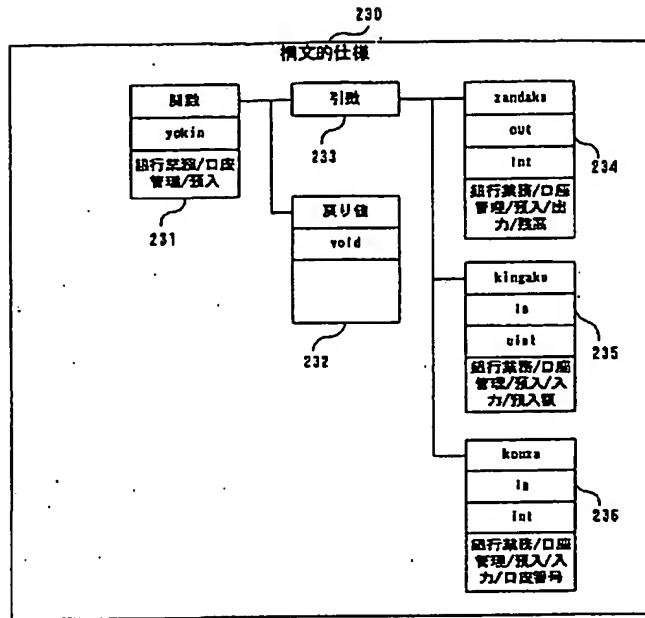 230
構文的仕様
関数
yokin
銀行業務/口座
管理/預入
231
引数
233
戻り値
void
232
zandaka
out
int
銀行業務/口座
管理/預入/出
力/残高
234
kingaku
in
uint
銀行業務/口座
管理/預入/入
力/預入額
235
kouza
in
int
銀行業務/口座
管理/預入/入
力/口座番号
236